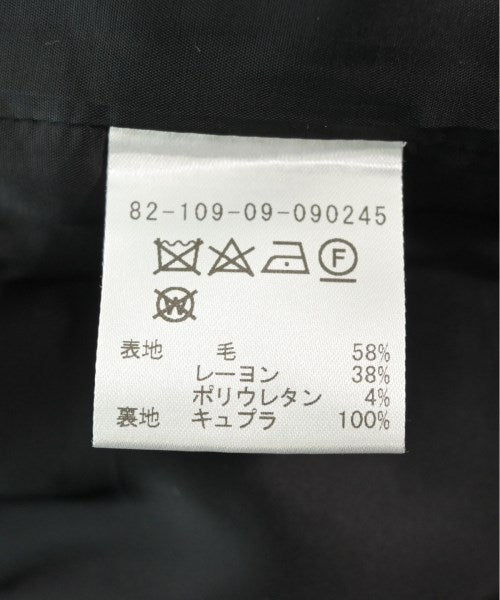 82-109-09-090245
F
W
表地 毛 58%
レーヨン 38%
ポリウレタン 4%
裏地 キュプラ 100%